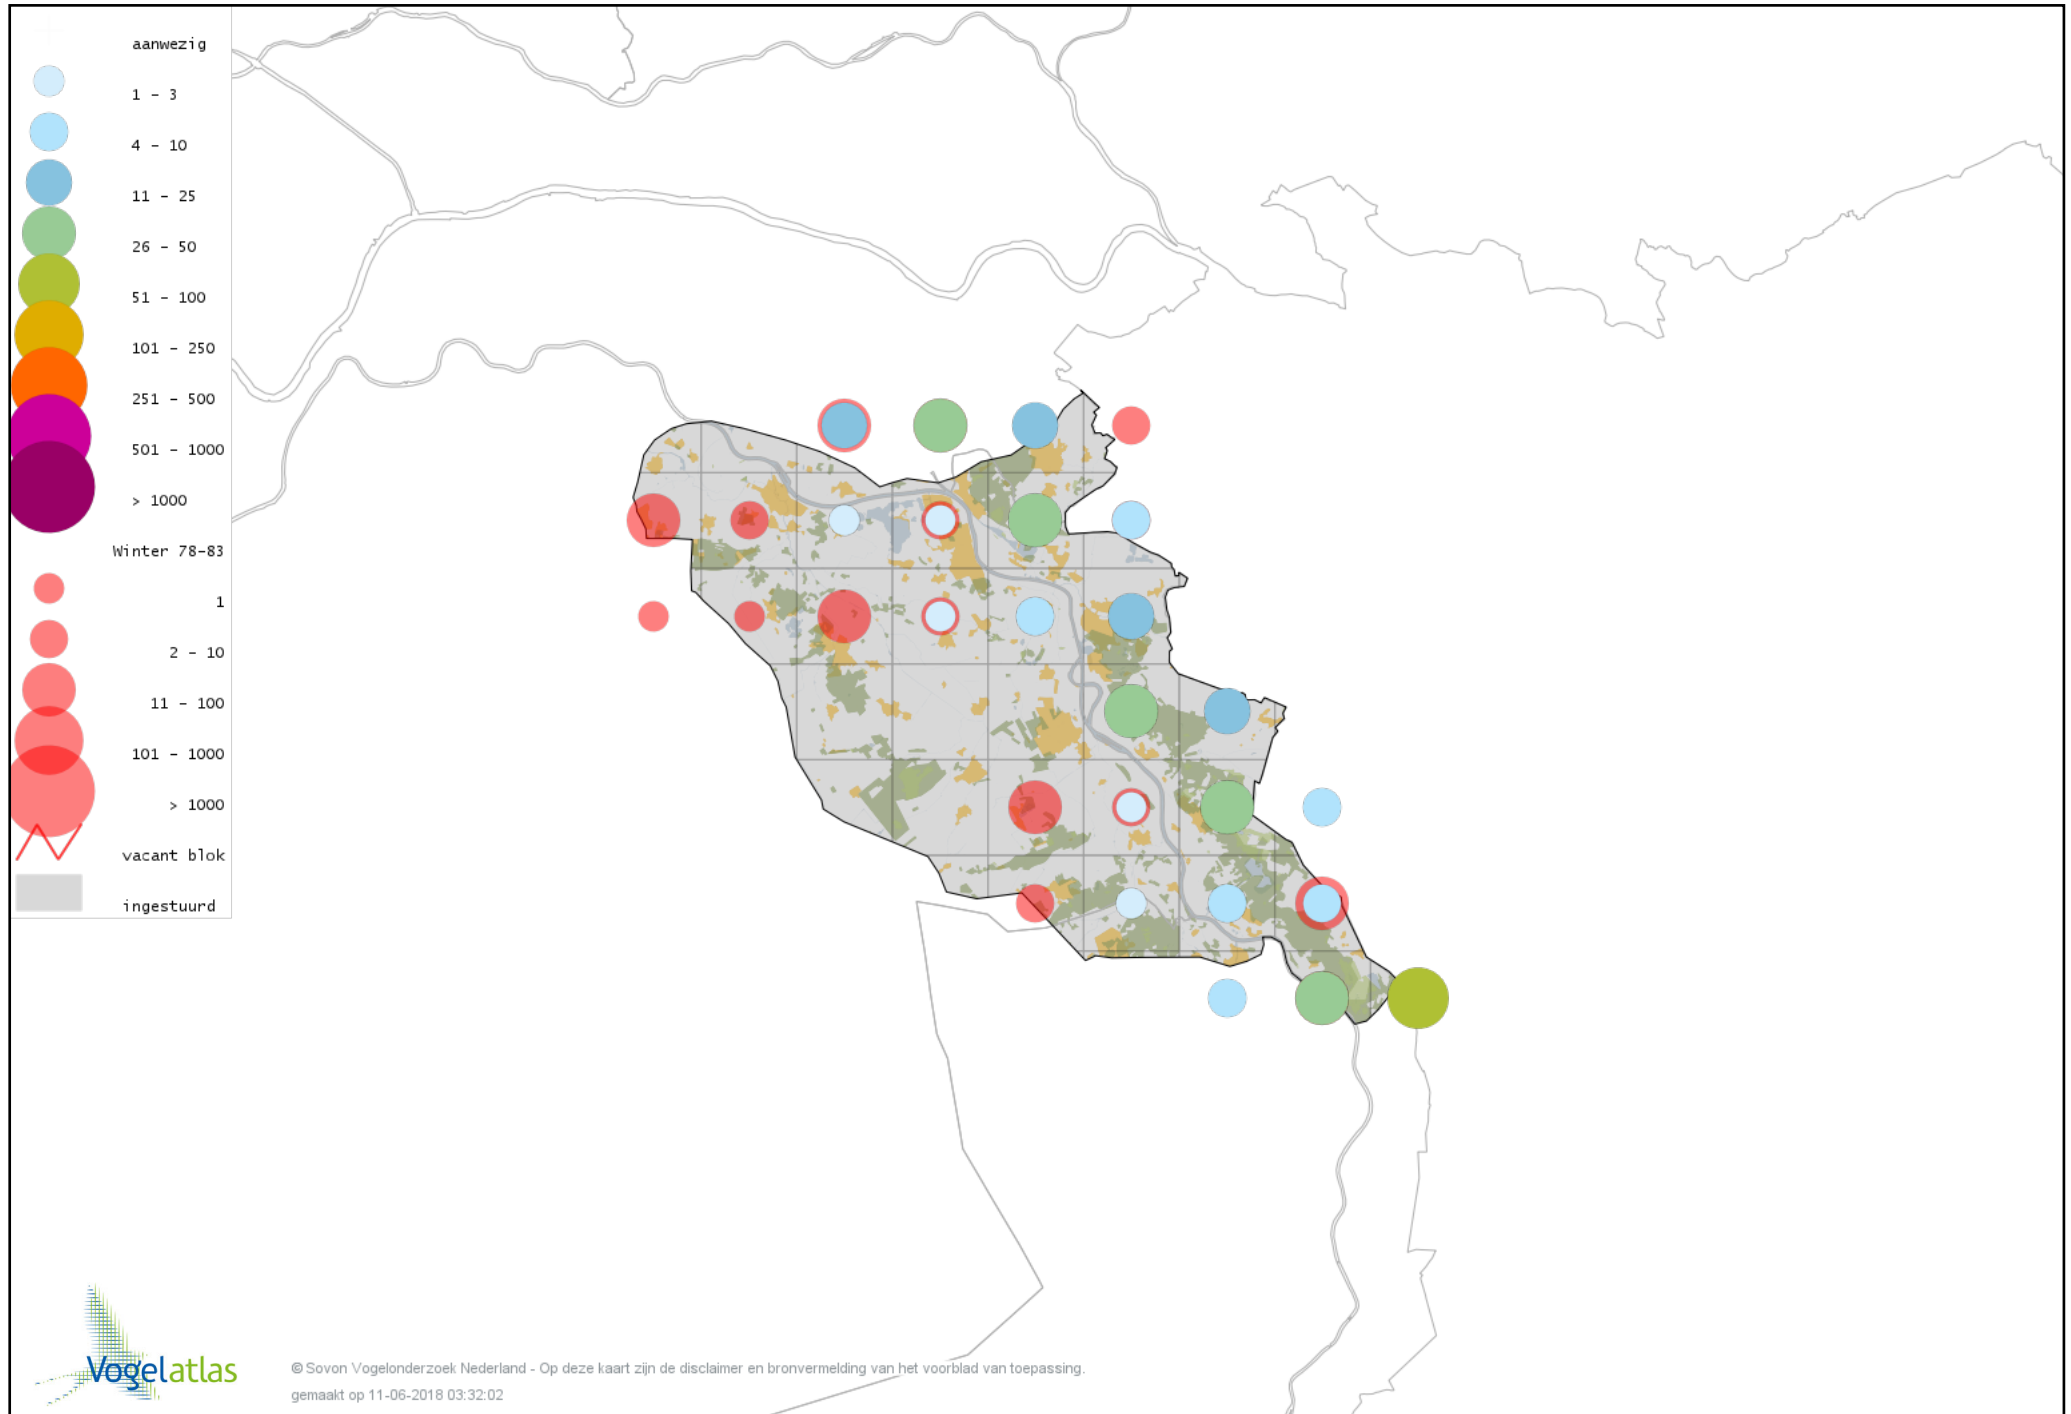 aanwezig
1 - 3
4 - 10
11 - 25
26 - 50
51 - 100
101 - 250
251 - 500
501 - 1000
> 1000
Winter 78-83
1
2 - 10
11 - 100
101 - 1000
> 1000
vacant blok
ingestuurd
Vogelatlas
© Sovon Vogelonderzoek Nederland - Op deze kaart zijn de disclaimer en bronvermelding van het voorblad van toepassing.
gemaakt op 11-06-2018 03:32:02